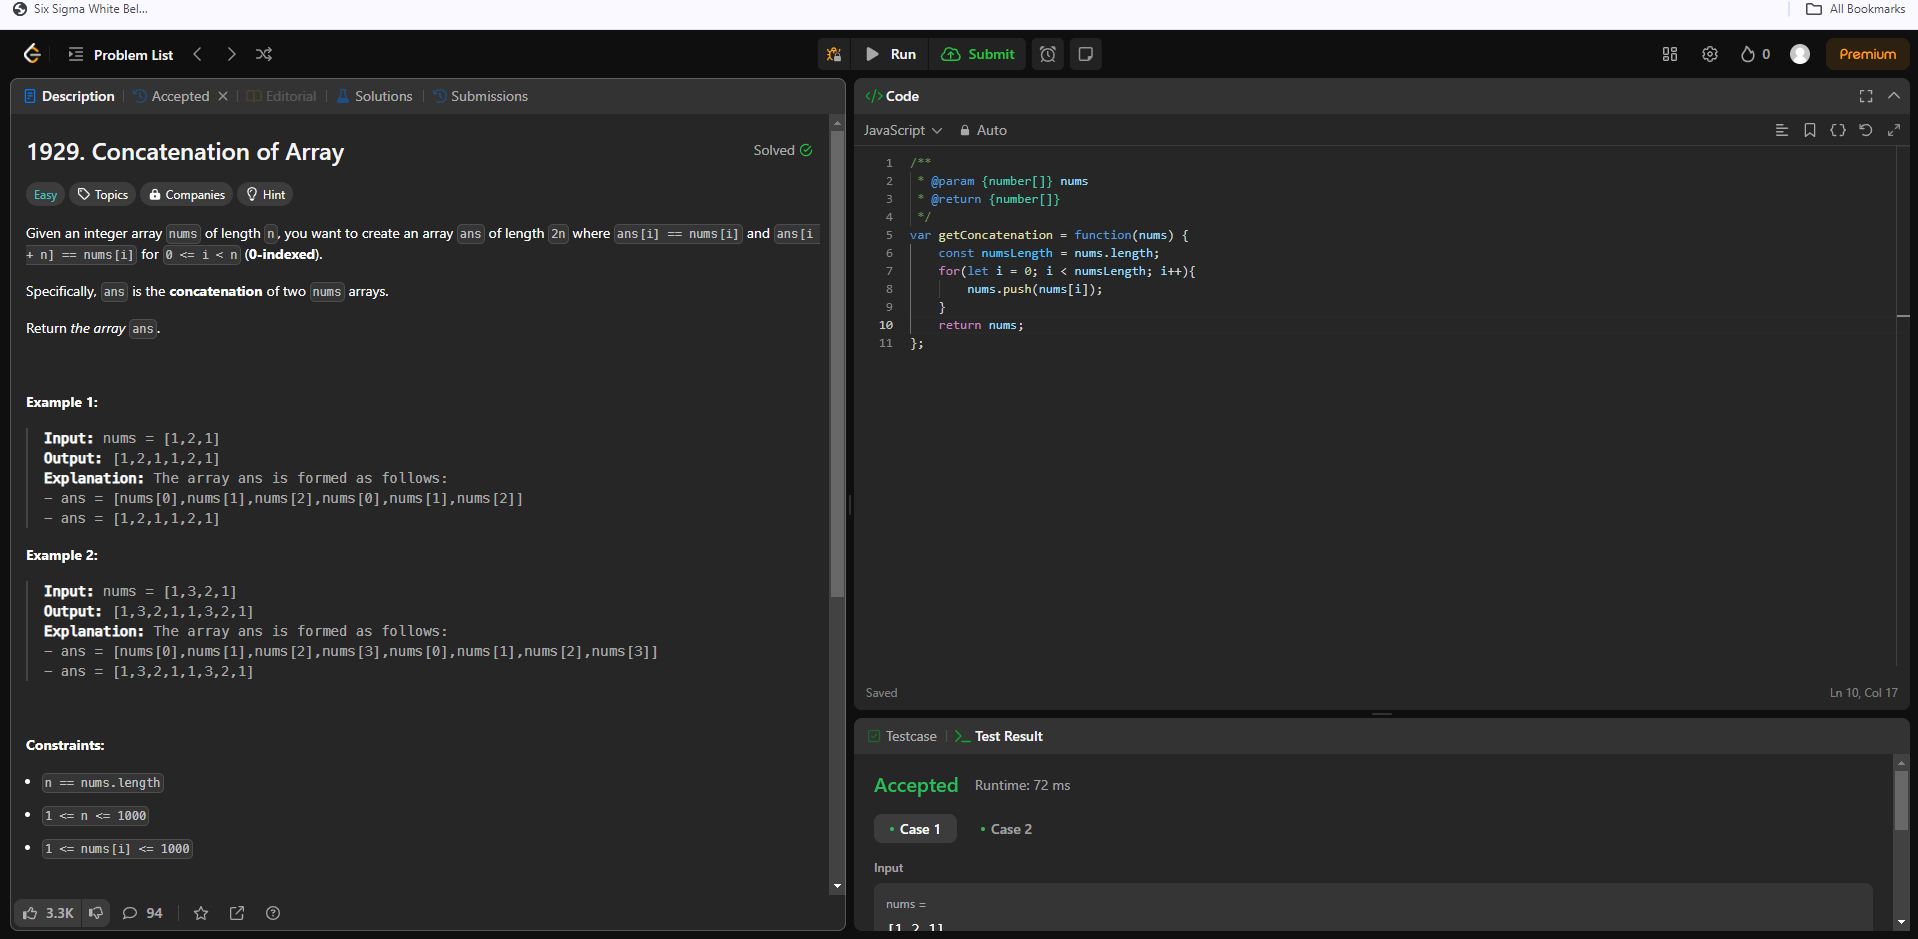 Six Sigma White Bel...
All Bookmarks
Problem List
Run
Submit
0
Premium
Description
Accepted
Editorial
Solutions
Submissions
1929. Concatenation of Array
Solved
Easy
Topics
Companies
Hint
Given an integer array nums of length n, you want to create an array ans of length 2n where ans[i] == nums[i] and ans[i
+ n] == nums[i] for 0 <= i < n (0-indexed).
Specifically, ans is the concatenation of two nums arrays.
Return the array ans.
Example 1:
Input: nums = [1,2,1]
Output: [1,2,1,1,2,1]
Explanation: The array ans is formed as follows:
- ans = [nums[0],nums[1],nums[2],nums[0],nums[1],nums[2]]
- ans = [1,2,1,1,2,1]
Example 2:
Input: nums = [1,3,2,1]
Output: [1,3,2,1,1,3,2,1]
Explanation: The array ans is formed as follows:
- ans = [nums[0],nums[1],nums[2],nums[3],nums[0],nums[1],nums[2],nums[3]]
- ans = [1,3,2,1,1,3,2,1]
Constraints:
• n == nums.length
• 1 <= n <= 1000
• 1 <= nums[i] <= 1000
3.3K
94
</> Code
JavaScript
Auto
1 /**
2 * @param {number[]} nums
3 * @return {number[]}
4 */
5 var getConcatenation = function(nums) {
6 const numsLength = nums.length;
7 for(let i = 0; i < numsLength; i++){
8 nums.push(nums[i]);
9 }
10 return nums;
11 };
Saved
Ln 10, Col 17
Testcase
Test Result
Accepted
Runtime: 72 ms
• Case 1
• Case 2
Input
nums =
[1,2,1]